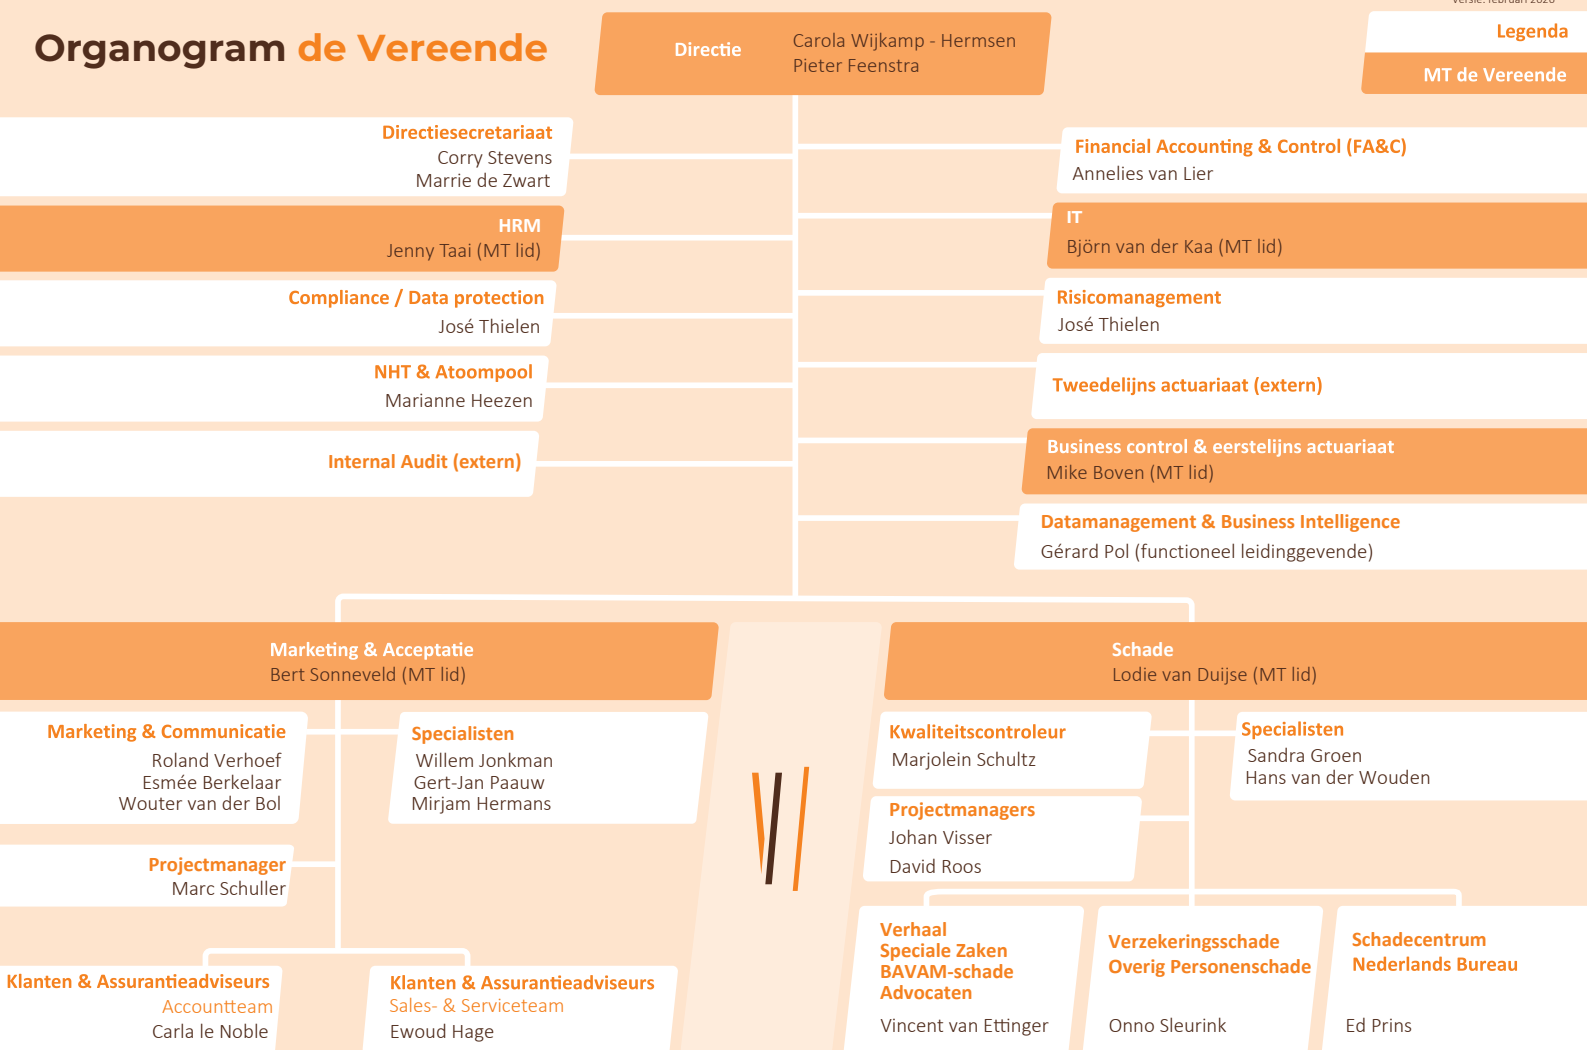 Versie: februari 2026
Organogram de Vereende
Directie
Carola Wijkamp - Hermsen
Pieter Feenstra
Legenda
MT de Vereende
Directiesecretariaat
Corry Stevens
Marrie de Zwart
HRM
Jenny Taai (MT lid)
Compliance / Data protection
José Thielen
NHT & Atoompool
Marianne Heezen
Internal Audit (extern)
Financial Accounting & Control (FA&C)
Annelies van Lier
IT
Björn van der Kaa (MT lid)
Risicomanagement
José Thielen
Tweedelijns actuariaat (extern)
Business control & eerstelijns actuariaat
Mike Boven (MT lid)
Datamanagement & Business Intelligence
Gérard Pol (functioneel leidinggevende)
Marketing & Acceptatie
Bert Sonneveld (MT lid)
Marketing & Communicatie
Roland Verhoef
Esmée Berkelaar
Wouter van der Bol
Specialisten
Willem Jonkman
Gert-Jan Paauw
Mirjam Hermans
Projectmanager
Marc Schuller
Klanten & Assurantieadviseurs
Accountteam
Carla le Noble
Klanten & Assurantieadviseurs
Sales- & Serviceteam
Ewoud Hage
Schade
Lodie van Duijse (MT lid)
Kwaliteitscontroleur
Marjolein Schultz
Specialisten
Sandra Groen
Hans van der Wouden
Projectmanagers
Johan Visser
David Roos
Verhaal
Speciale Zaken
BAVAM-schade
Advocaten
Vincent van Ettinger
Verzekeringsschade
Overig Personenschade
Onno Sleurink
Schadecentrum
Nederlands Bureau
Ed Prins